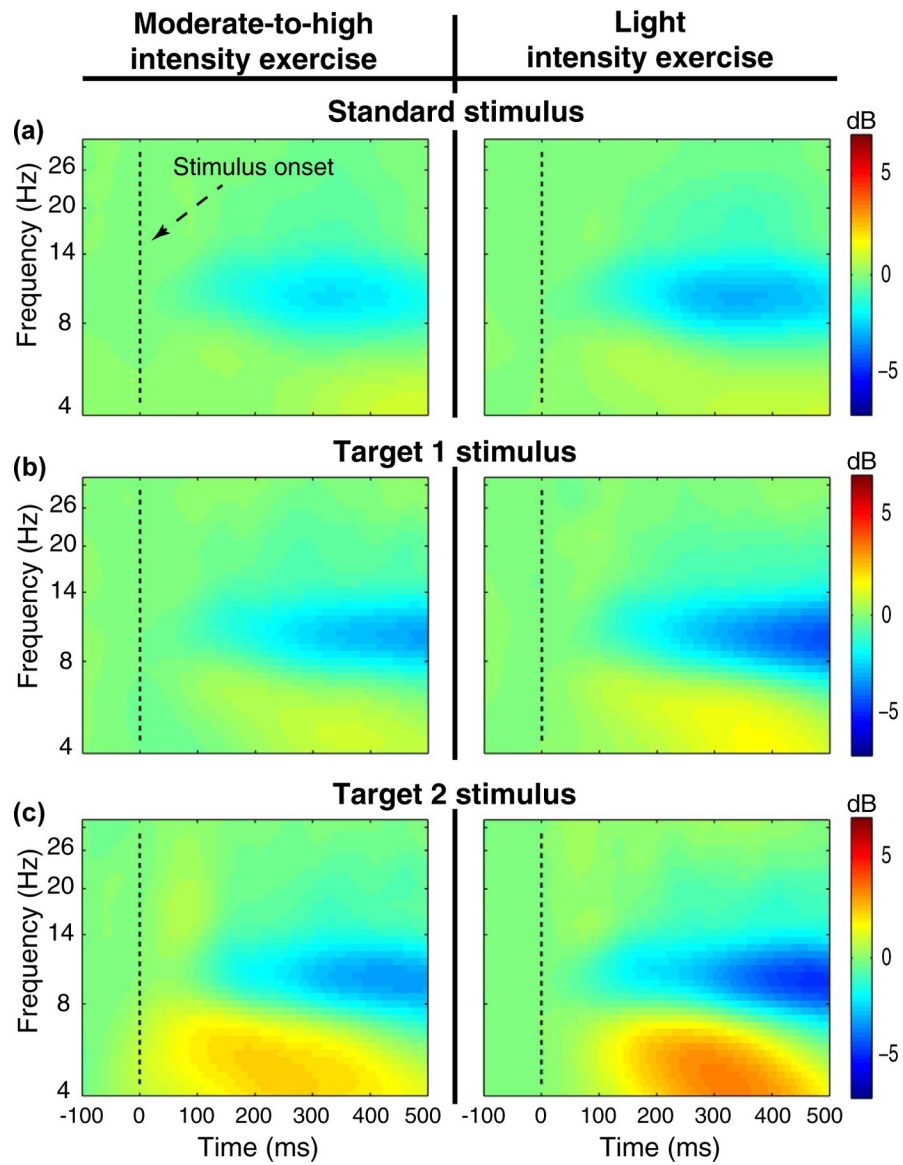 Moderate-to-high
intensity exercise
Light
intensity exercise
Standard stimulus
(a)
dB
26
20
14
8
4
Frequency (Hz)
Stimulus onset
5
0
−5
Target 1 stimulus
(b)
dB
26
20
14
8
4
Frequency (Hz)
5
0
−5
Target 2 stimulus
(c)
dB
26
20
14
8
4
Frequency (Hz)
5
0
−5
-100 0 100 200 300 400 500
-100 0 100 200 300 400 500
Time (ms)
Time (ms)